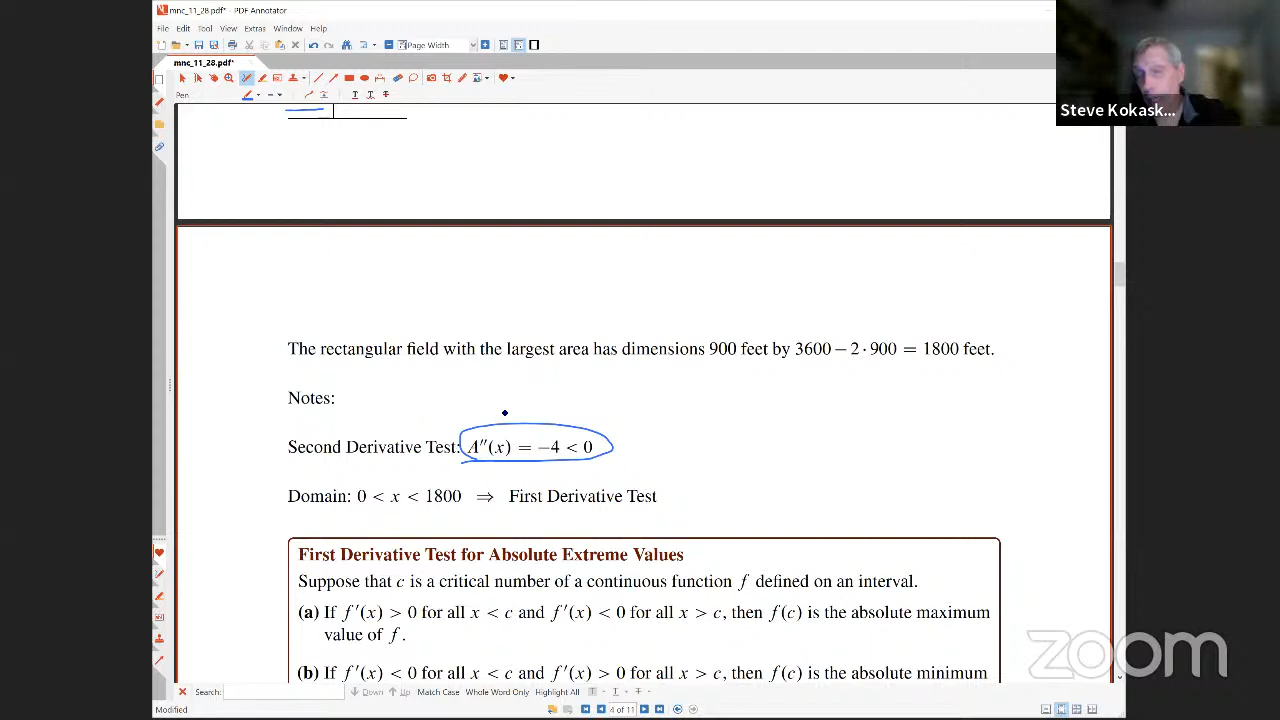 mnc_11_28.pdf* - PDF Annotator
File Edit Tool View Extras Window Help
Page Width
mnc_11_28.pdf*
Pen
Steve Kokask...
The rectangular field with the largest area has dimensions 900 feet by 3600 − 2 · 900 = 1800 feet.
Notes:
Second Derivative Test: A″(x) = −4 < 0
Domain: 0 < x < 1800 ⇒ First Derivative Test
First Derivative Test for Absolute Extreme Values
Suppose that c is a critical number of a continuous function f defined on an interval.
(a) If f′(x) > 0 for all x < c and f′(x) < 0 for all x > c, then f(c) is the absolute maximum
value of f.
(b) If f′(x) < 0 for all x < c and f′(x) > 0 for all x > c, then f(c) is the absolute minimum
zoom
Search: Down Up Match Case Whole Word Only Highlight All
Modified 4 of 11